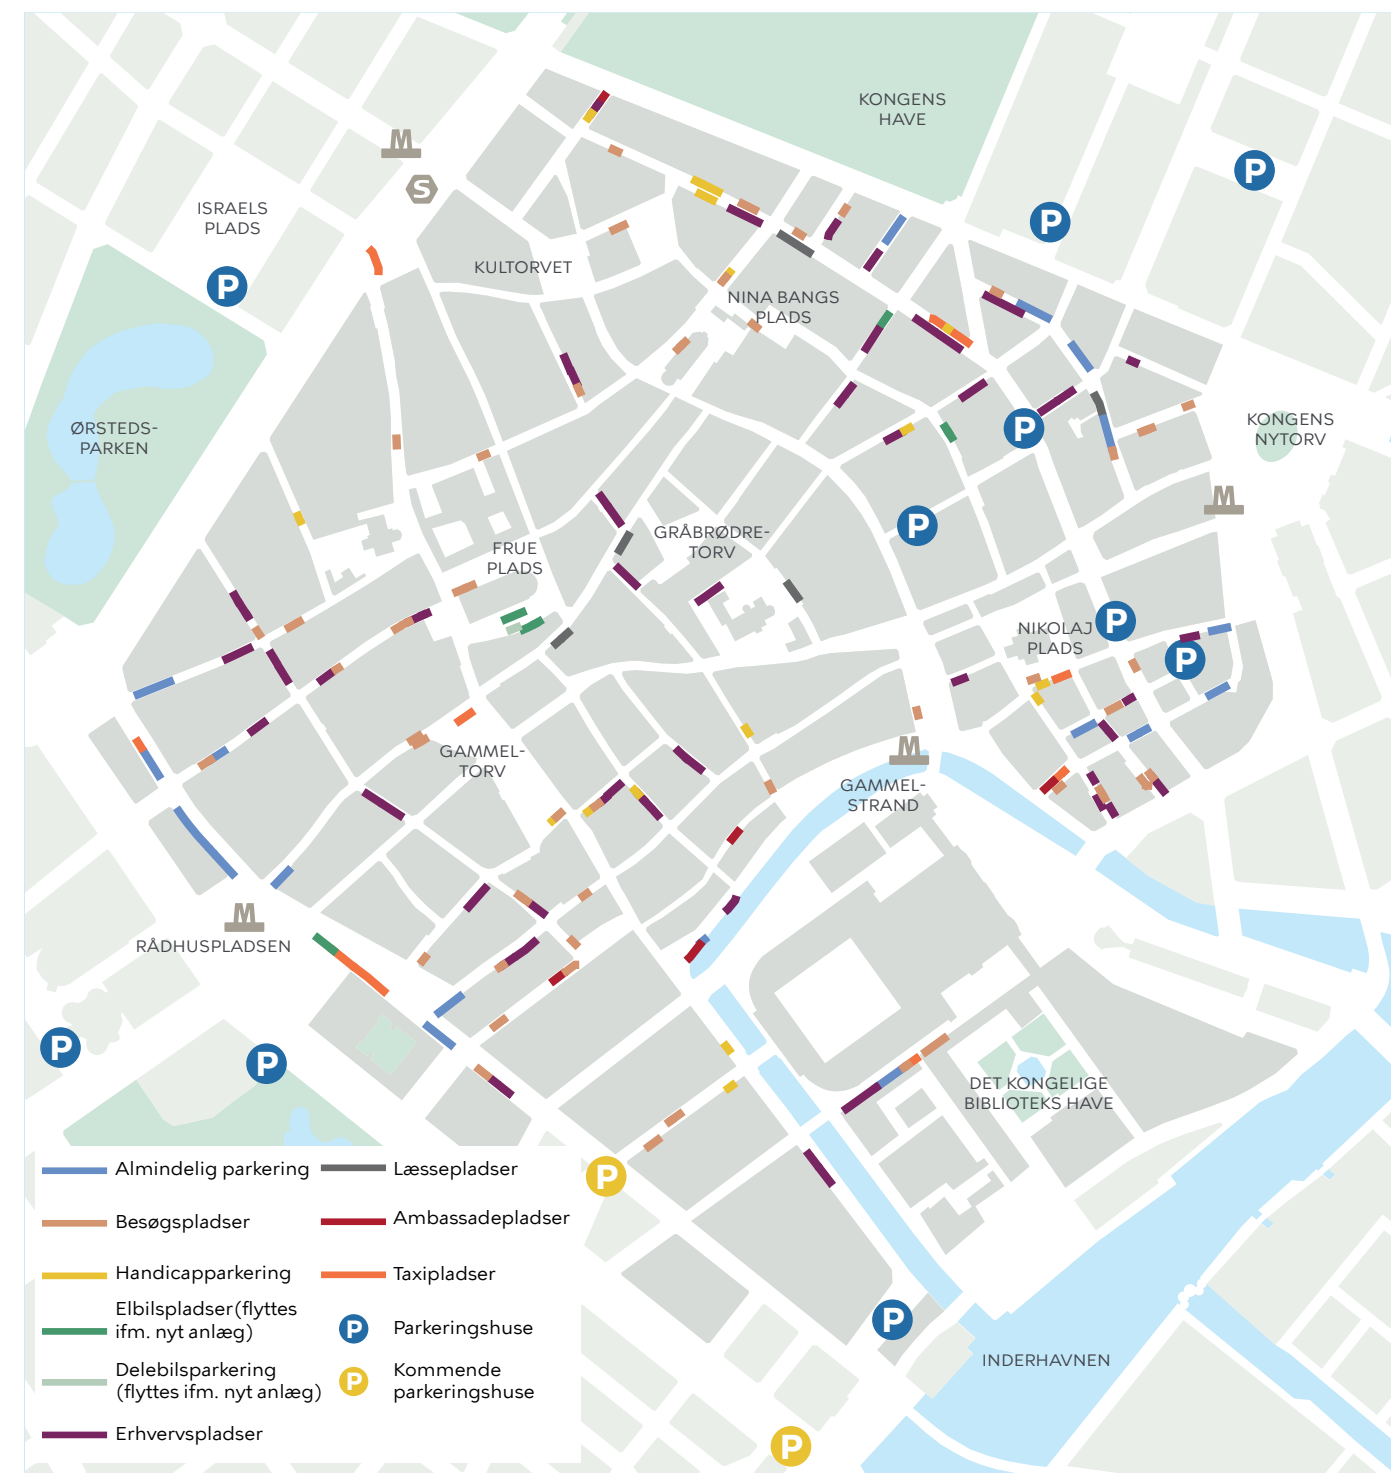 KONGENS
HAVE
M
S
P
P
ISRAELS
PLADS
KULTORVET
P
NINA BANGS
PLADS
ØRSTEDS-
PARKEN
P
KONGENS
NYTORV
M
P
GRÅBRØDRE-
TORV
FRUE
PLADS
NIKOLAJ
PLADS
P
P
GAMMEL-
TORV
M
GAMMEL-
STRAND
M
RÅDHUSPLADSEN
P
P
DET KONGELIGE
BIBLIOTEKS HAVE
P
P
INDERHAVNEN
P
Almindelig parkering
Besøgspladser
Handicapparkering
Elbilspladser(flyttes
ifm. nyt anlæg)
Delebilsparkering
(flyttes ifm. nyt anlæg)
Erhvervspladser
Læssepladser
Ambassadepladser
Taxipladser
P Parkeringshuse
P Kommende
parkeringshuse